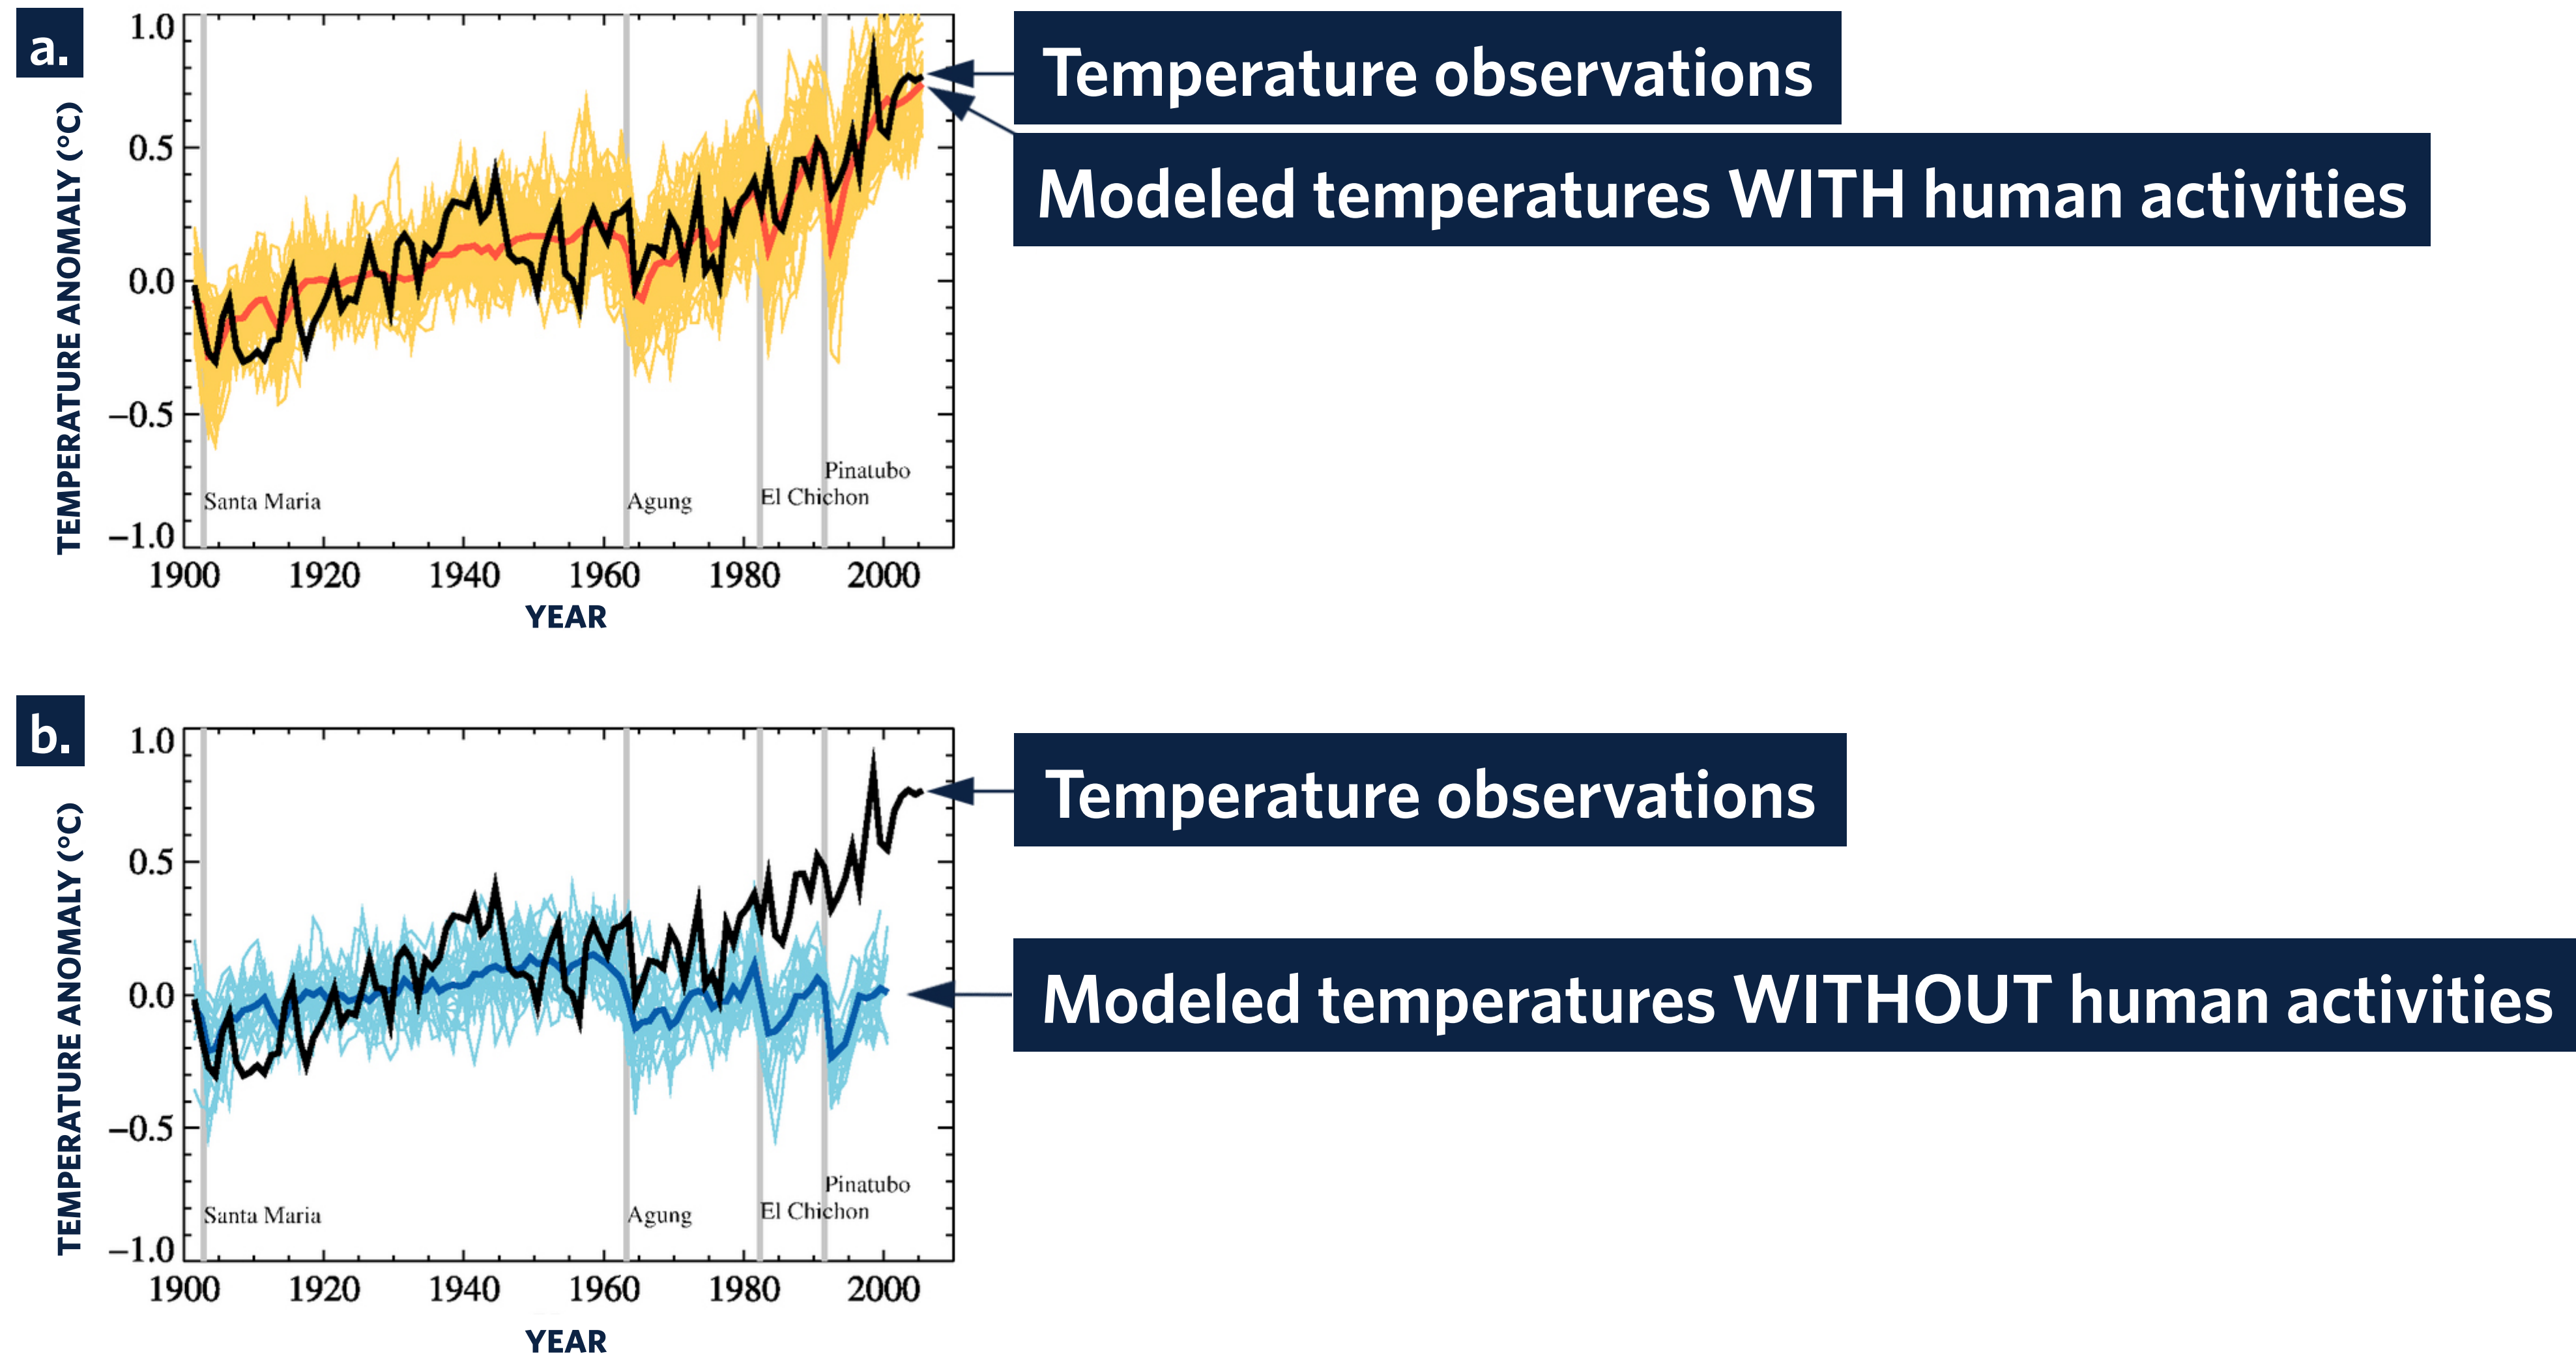 a.
TEMPERATURE ANOMALY (°C)
1.0
0.5
0.0
−0.5
−1.0
Santa Maria
Agung
El Chichon
Pinatubo
1900 1920 1940 1960 1980 2000
YEAR
Temperature observations
Modeled temperatures WITH human activities
b.
TEMPERATURE ANOMALY (°C)
1.0
0.5
0.0
−0.5
−1.0
Santa Maria
Agung
El Chichon
Pinatubo
1900 1920 1940 1960 1980 2000
YEAR
Temperature observations
Modeled temperatures WITHOUT human activities